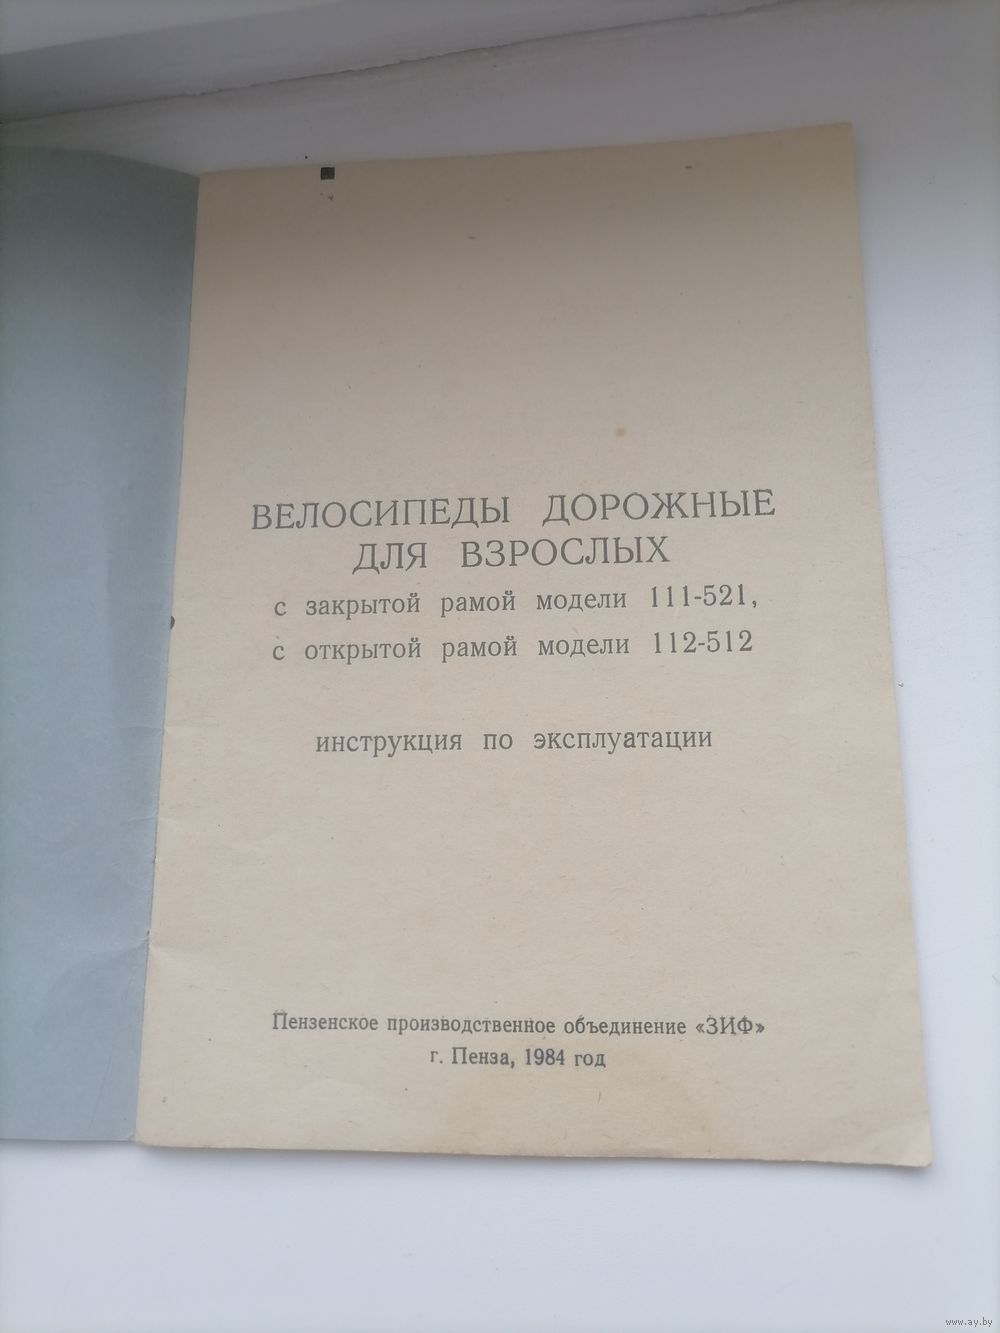 ВЕЛОСИПЕДЫ ДОРОЖНЫЕ
ДЛЯ ВЗРОСЛЫХ
с закрытой рамой модели 111-521,
с открытой рамой модели 112-512
инструкция по эксплуатации
Пензенское производственное объединение «ЗИФ»
г. Пенза, 1984 год
www.ay.by